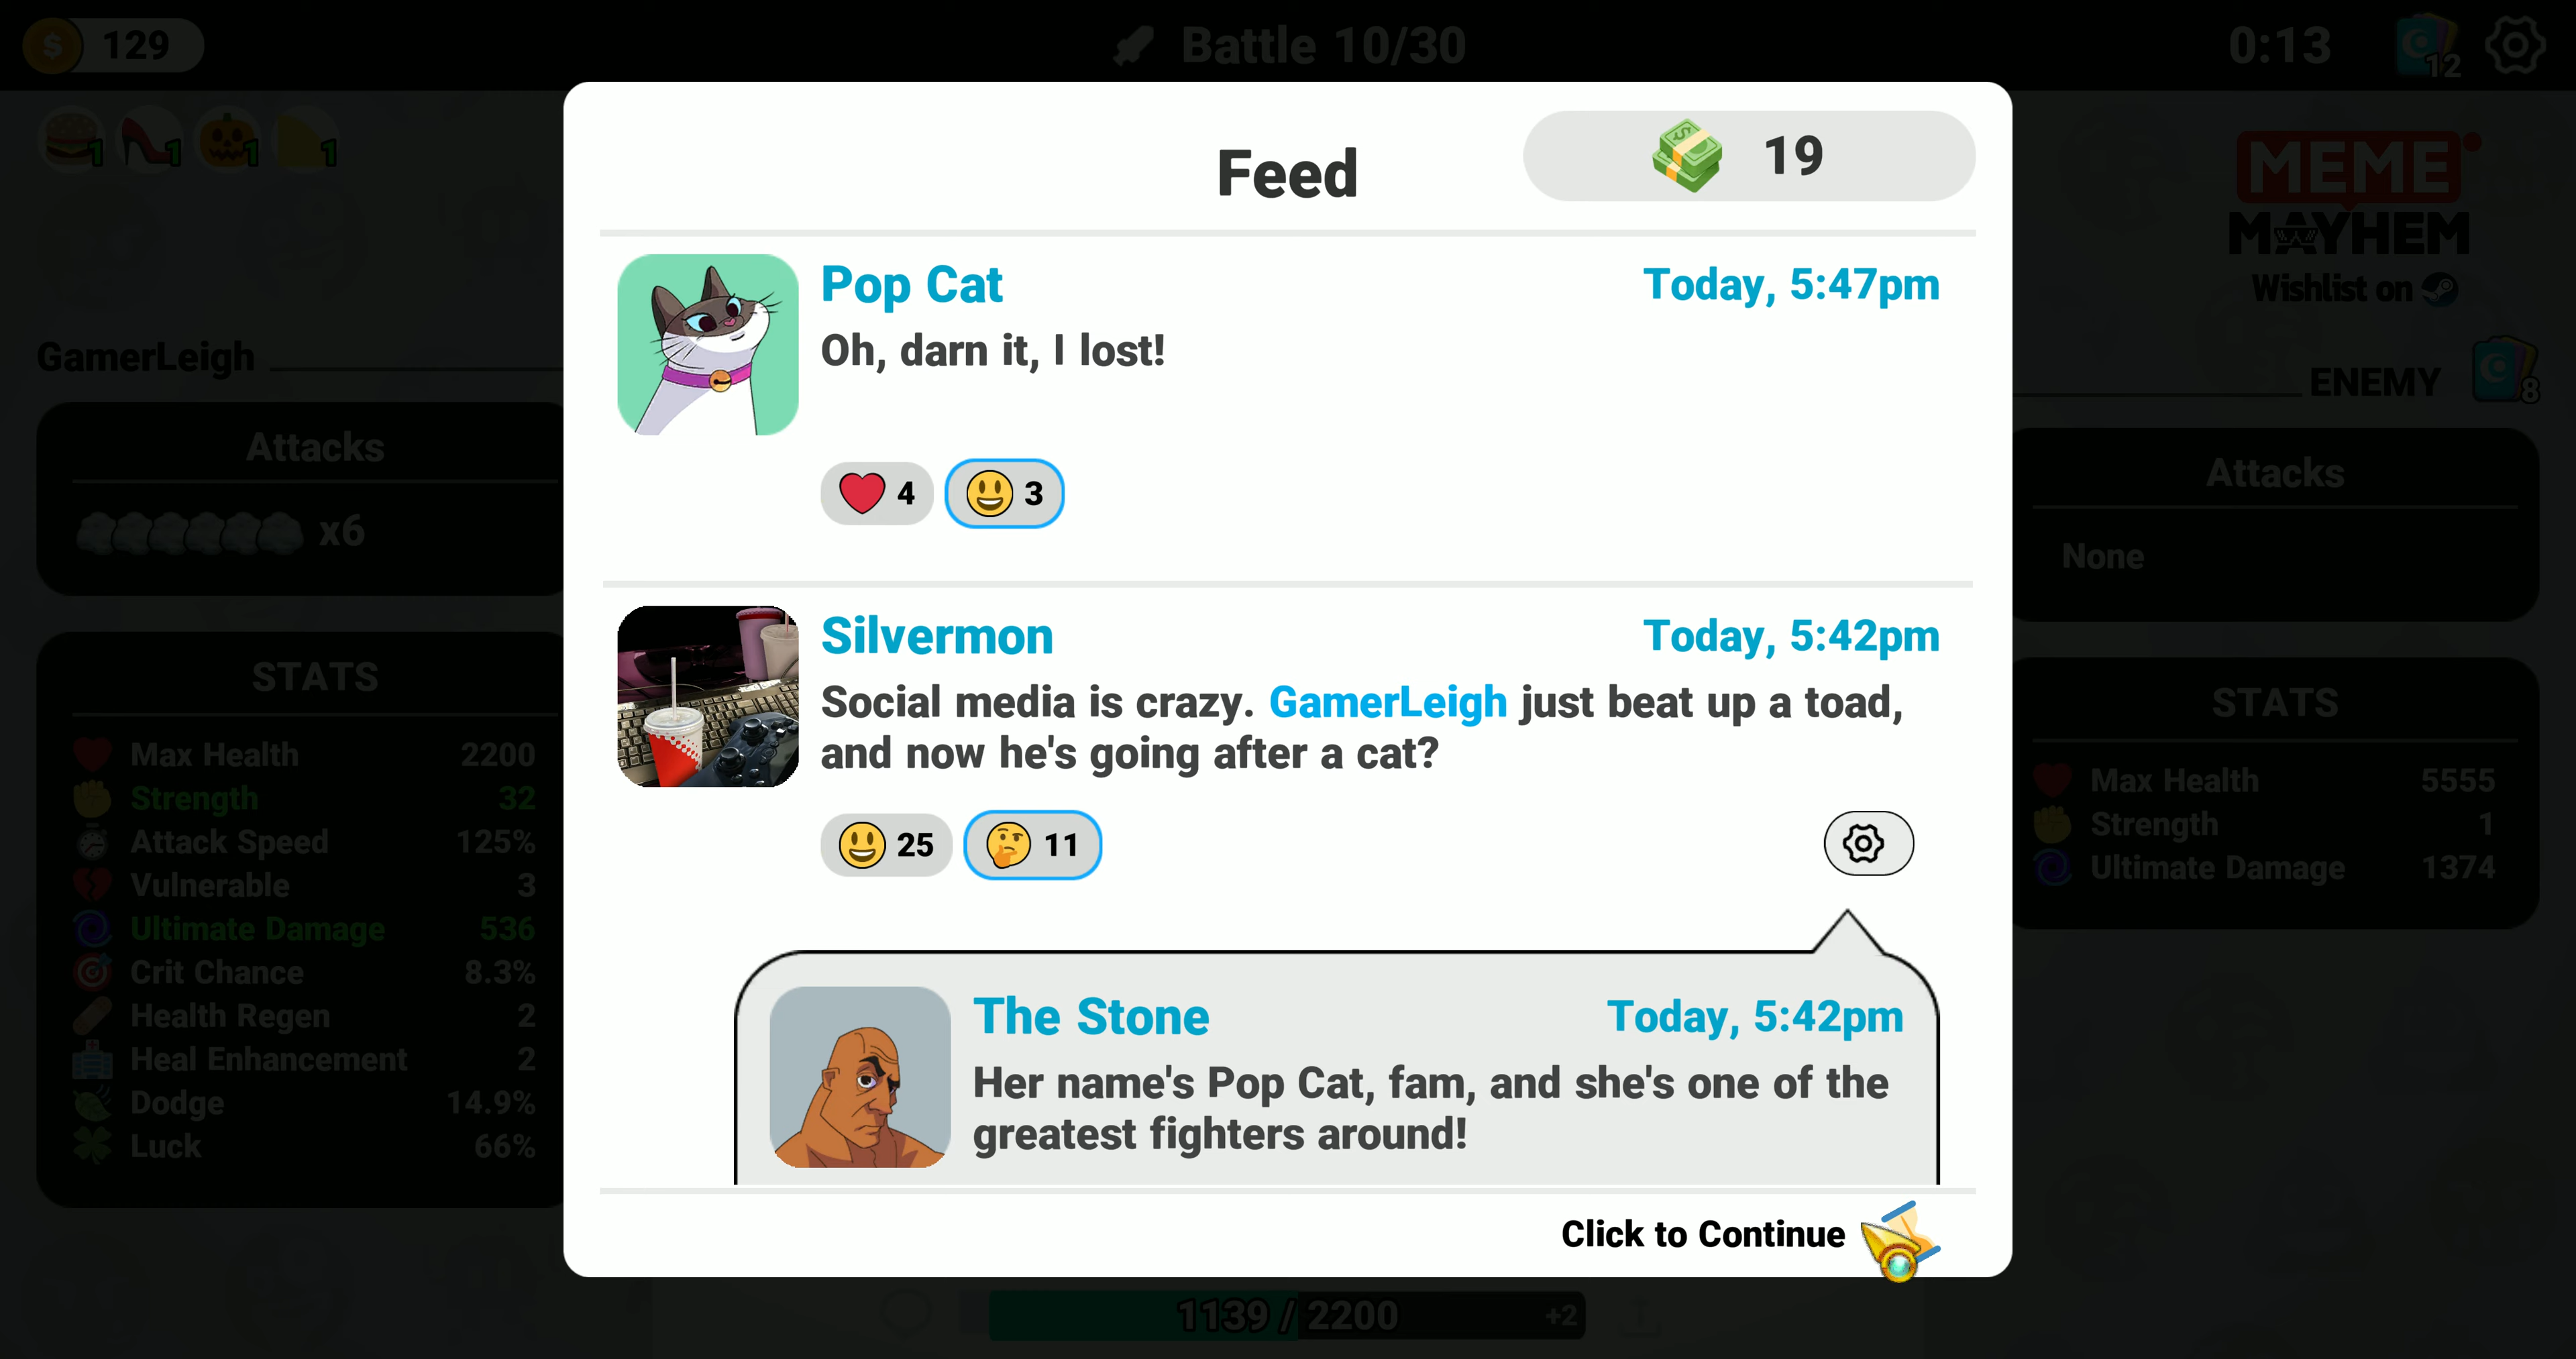 129
Battle 10/30
0:13
12
1
1
1
1
MEME
MAYHEM
Wishlist on
GamerLeigh
ENEMY
8
Attacks
x6
STATS
Max Health 2200
Strength 32
Attack Speed 125%
Vulnerable 3
Ultimate Damage 536
Crit Chance 8.3%
Health Regen 2
Heal Enhancement 2
Dodge 14.9%
Luck 66%
Feed
19
Pop Cat
Today, 5:47pm
Oh, darn it, I lost!
4
3
Silvermon
Today, 5:42pm
Social media is crazy. GamerLeigh just beat up a toad,
and now he's going after a cat?
25
11
The Stone
Today, 5:42pm
Her name's Pop Cat, fam, and she's one of the
greatest fighters around!
Click to Continue
Attacks
None
STATS
Max Health 5555
Strength 1
Ultimate Damage 1374
1139 / 2200
+2